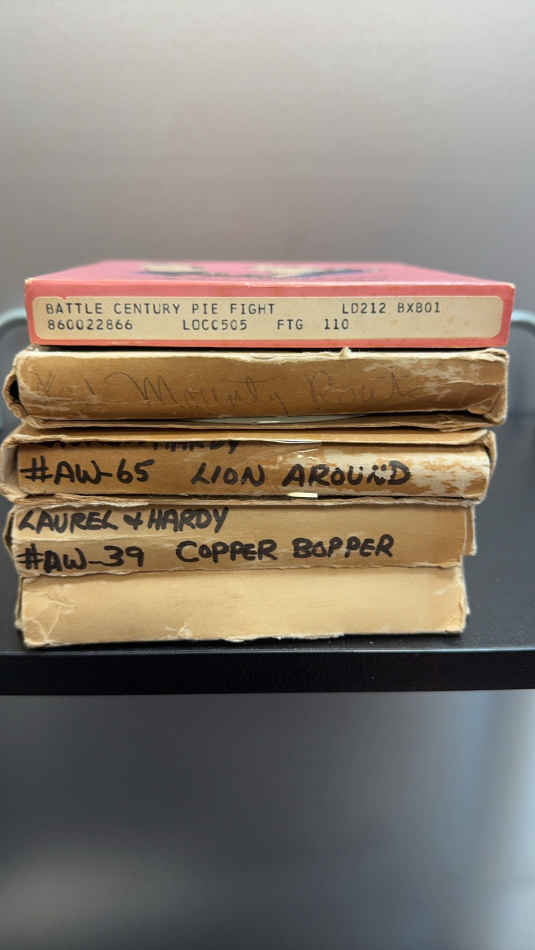 BATTLE CENTURY PIE FIGHT LD212 BX801
860022866 LOCC505 FTG 110
Mounty
#AW-65 LION AROUND
LAUREL & HARDY
#AW-39 COPPER BOPPER